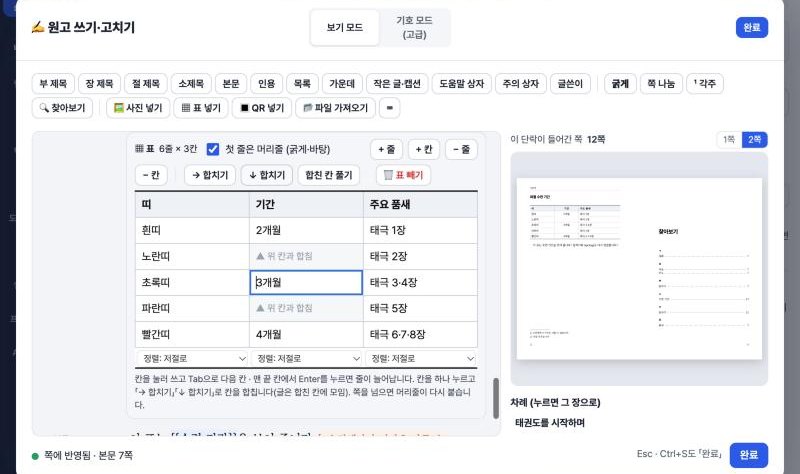 ✍️ 원고 쓰기·고치기
보기 모드
기호 모드
(고급)
완료
부 제목 장 제목 절 제목 소제목 본문 인용 목록 가운데 작은 글·캡션 도움말 상자 주의 상자 글쓴이 굵게 쪽 나눔 ¹ 각주
찾아보기 사진 넣기 표 넣기 QR 넣기 파일 가져오기
표 6줄 × 3칸 첫 줄은 머리줄 (굵게·바탕) + 줄 + 칸 − 줄
− 칸 → 합치기 ↓ 합치기 합친 칸 풀기 표 빼기
띠 기간 주요 품새
흰띠 2개월 태극 1장
노란띠 ▲ 위 칸과 합침 태극 2장
초록띠 3개월 태극 3·4장
파란띠 ▲ 위 칸과 합침 태극 5장
빨간띠 4개월 태극 6·7·8장
정렬: 저절로 정렬: 저절로 정렬: 저절로
칸을 눌러 쓰고 Tab으로 다음 칸 · 맨 끝 칸에서 Enter를 누르면 줄이 늘어납니다. 칸을 하나 누르고
「→ 합치기」「↓ 합치기」로 칸을 합칩니다(글은 합친 칸에 모임). 쪽을 넘으면 머리줄이 다시 붙습니
다.
이 단락이 들어간 쪽 12쪽
1쪽 2쪽
찾아보기
차례 (누르면 그 장으로)
태권도를 시작하며
쪽에 반영됨 · 본문 7쪽
Esc · Ctrl+S도 「완료」
완료